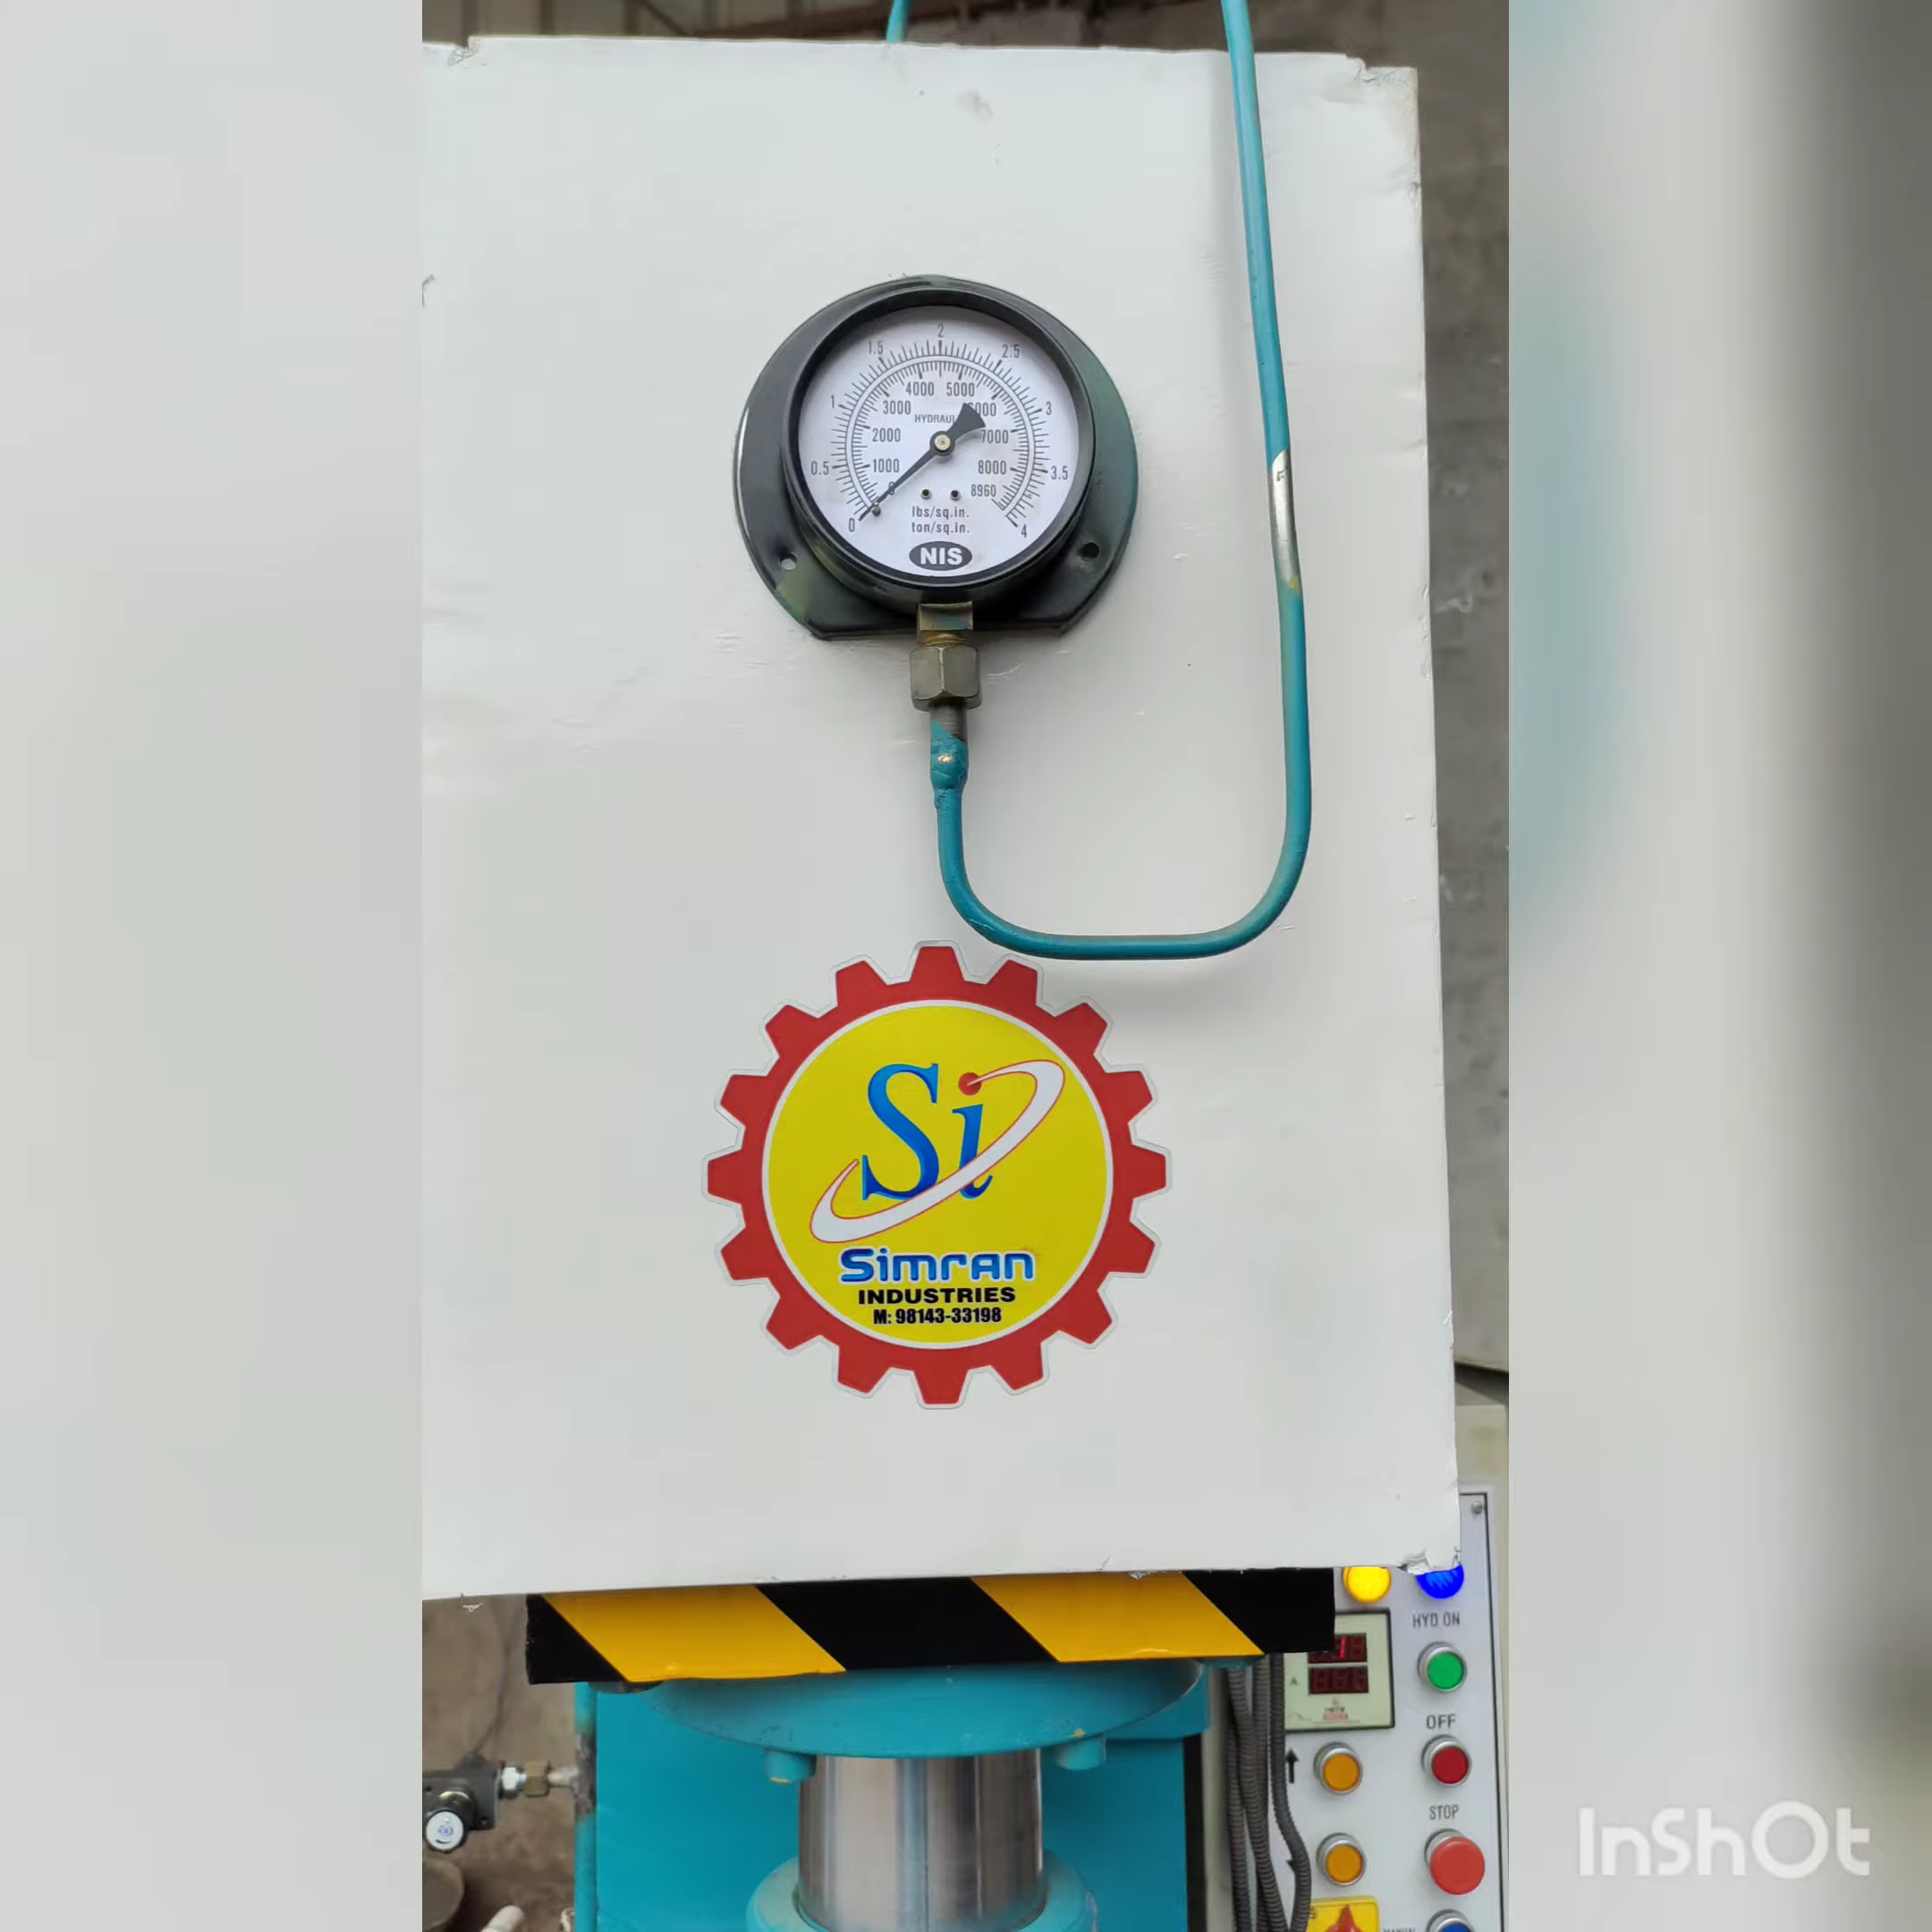 2
1.5
2.5
4000
5000
1
3000
HYDRAUL
6000
3
2000
7000
0.5
1000
8000
3.5
0
8960
0
lbs/sq.in.
4
ton/sq.in.
NIS
Si
Simran
INDUSTRIES
M: 98143-33198
HYD ON
A
OFF
STOP
InShOt